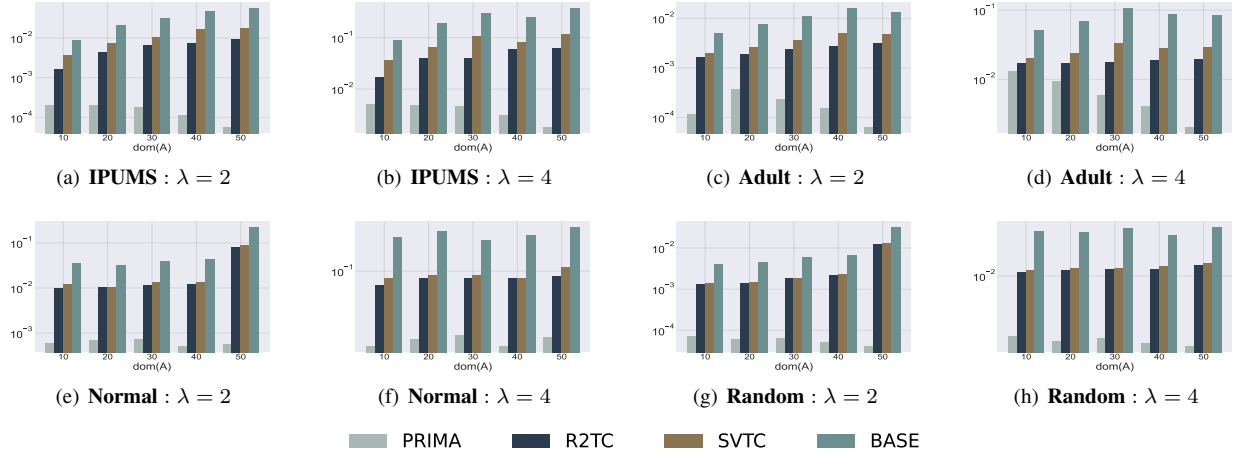 10⁻²
10⁻³
10⁻⁴
10 20 30 40 50
dom(A)
10⁻¹
10⁻²
10 20 30 40 50
dom(A)
10⁻²
10⁻³
10⁻⁴
10 20 30 40 50
dom(A)
10⁻¹
10⁻²
10 20 30 40 50
dom(A)
(a) IPUMS : λ = 2
(b) IPUMS : λ = 4
(c) Adult : λ = 2
(d) Adult : λ = 4
10⁻¹
10⁻²
10⁻³
10 20 30 40 50
dom(A)
10⁻¹
10 20 30 40 50
dom(A)
10⁻²
10⁻³
10⁻⁴
10 20 30 40 50
dom(A)
10⁻²
10 20 30 40 50
dom(A)
(e) Normal : λ = 2
(f) Normal : λ = 4
(g) Random : λ = 2
(h) Random : λ = 4
PRIMA R2TC SVTC BASE